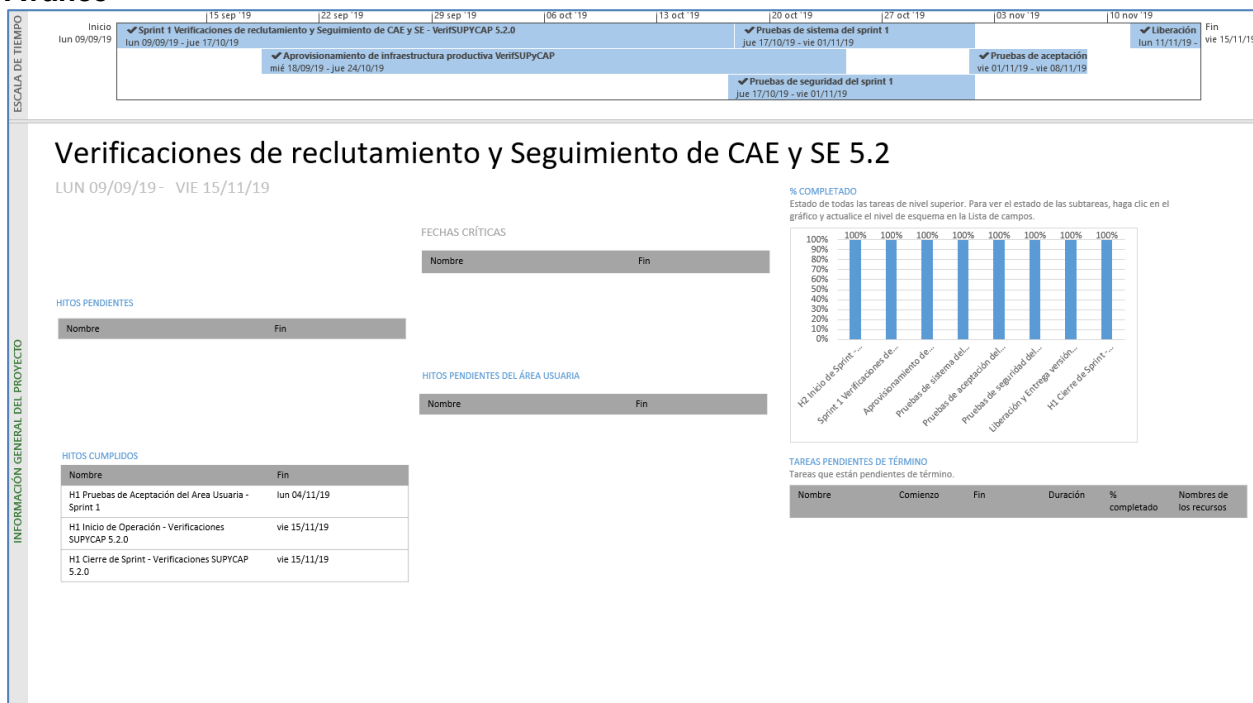 ESCALA DE TIEMPO
15 sep '19
22 sep '19
29 sep '19
06 oct '19
13 oct '19
20 oct '19
27 oct '19
03 nov '19
10 nov '19
Inicio
lun 09/09/19
Sprint 1 Verificaciones de reclutamiento y Seguimiento de CAE y SE - VerifSUPYCAP 5.2.0
lun 09/09/19 - jue 17/10/19
Pruebas de sistema del sprint 1
jue 17/10/19 - vie 01/11/19
Liberación
lun 11/11/19 -
Fin
vie 15/11/19
Aprovisionamiento de infraestructura productiva VerifSUPyCAP
mié 18/09/19 - jue 24/10/19
Pruebas de aceptación
vie 01/11/19 - vie 08/11/19
Pruebas de seguridad del sprint 1
jue 17/10/19 - vie 01/11/19
INFORMACIÓN GENERAL DEL PROYECTO
Verificaciones de reclutamiento y Seguimiento de CAE y SE 5.2
LUN 09/09/19 - VIE 15/11/19
FECHAS CRÍTICAS
Nombre Fin
HITOS PENDIENTES
Nombre Fin
HITOS PENDIENTES DEL ÁREA USUARIA
Nombre Fin
HITOS CUMPLIDOS
Nombre Fin
H1 Pruebas de Aceptación del Area Usuaria - lun 04/11/19
Sprint 1
H1 Inicio de Operación - Verificaciones vie 15/11/19
SUPYCAP 5.2.0
H1 Cierre de Sprint - Verificaciones SUPYCAP vie 15/11/19
5.2.0
% COMPLETADO
Estado de todas las tareas de nivel superior. Para ver el estado de las subtareas, haga clic en el
gráfico y actualice el nivel de esquema en la Lista de campos.
100% 100% 100% 100% 100% 100% 100% 100%
100%
90%
80%
70%
60%
50%
40%
30%
20%
10%
0%
H2 Inicio de Sprint -...
Sprint 1 Verificaciones de...
Aprovisionamiento de...
Pruebas de sistema del...
Pruebas de aceptación del...
Pruebas de seguridad del...
Liberación y Entrega versión...
H1 Cierre de Sprint -...
TAREAS PENDIENTES DE TÉRMINO
Tareas que están pendientes de término.
Nombre Comienzo Fin Duración % Nombres de
completado los recursos